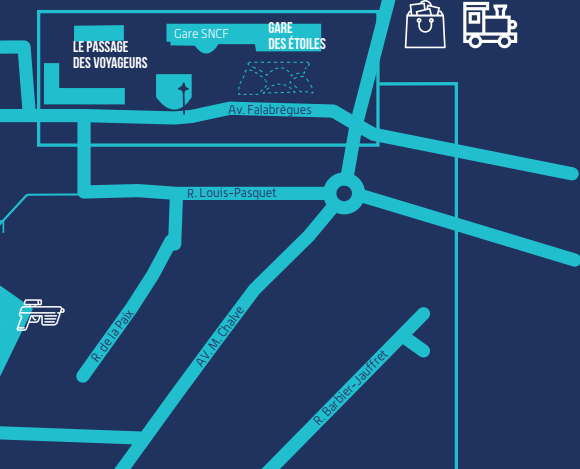 Gare SNCF
GARE
DES ÉTOILES
LE PASSAGE
DES VOYAGEURS
Av. Falabrègues
R. Louis-Pasquet
R. de la Paix
AV. M. Chalve
R. Barbier-Jauffret